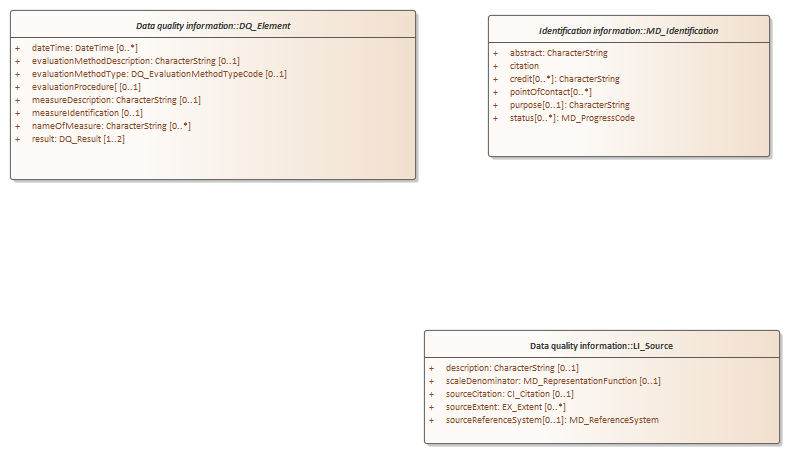 Data quality information::DQ_Element
+ dateTime: DateTime [0..*]
+ evaluationMethodDescription: CharacterString [0..1]
+ evaluationMethodType: DQ_EvaluationMethodTypeCode [0..1]
+ evaluationProcedure[ [0..1]
+ measureDescription: CharacterString [0..1]
+ measureIdentification [0..1]
+ nameOfMeasure: CharacterString [0..*]
+ result: DQ_Result [1..2]
Identification information::MD_Identification
+ abstract: CharacterString
+ citation
+ credit[0..*]: CharacterString
+ pointOfContact[0..*]
+ purpose[0..1]: CharacterString
+ status[0..*]: MD_ProgressCode
Data quality information::LI_Source
+ description: CharacterString [0..1]
+ scaleDenominator: MD_RepresentationFunction [0..1]
+ sourceCitation: CI_Citation [0..1]
+ sourceExtent: EX_Extent [0..*]
+ sourceReferenceSystem[0..1]: MD_ReferenceSystem